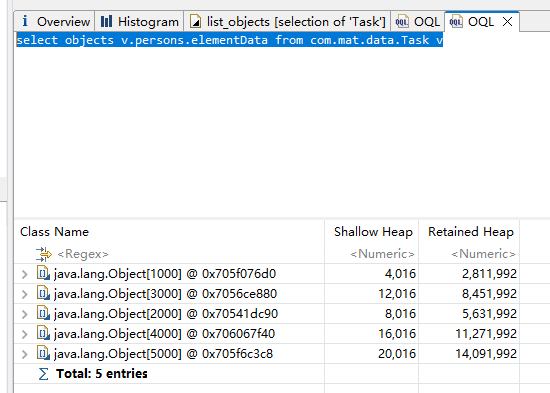 Overview Histogram list_objects [selection of 'Task'] OQL OQL
select objects v.persons.elementData from com.mat.data.Task v
Class Name Shallow Heap Retained Heap
<Regex> <Numeric> <Numeric>
java.lang.Object[1000] @ 0x705f076d0 4,016 2,811,992
java.lang.Object[3000] @ 0x7056ce880 12,016 8,451,992
java.lang.Object[2000] @ 0x70541dc90 8,016 5,631,992
java.lang.Object[4000] @ 0x706067f40 16,016 11,271,992
java.lang.Object[5000] @ 0x705f6c3c8 20,016 14,091,992
Σ Total: 5 entries